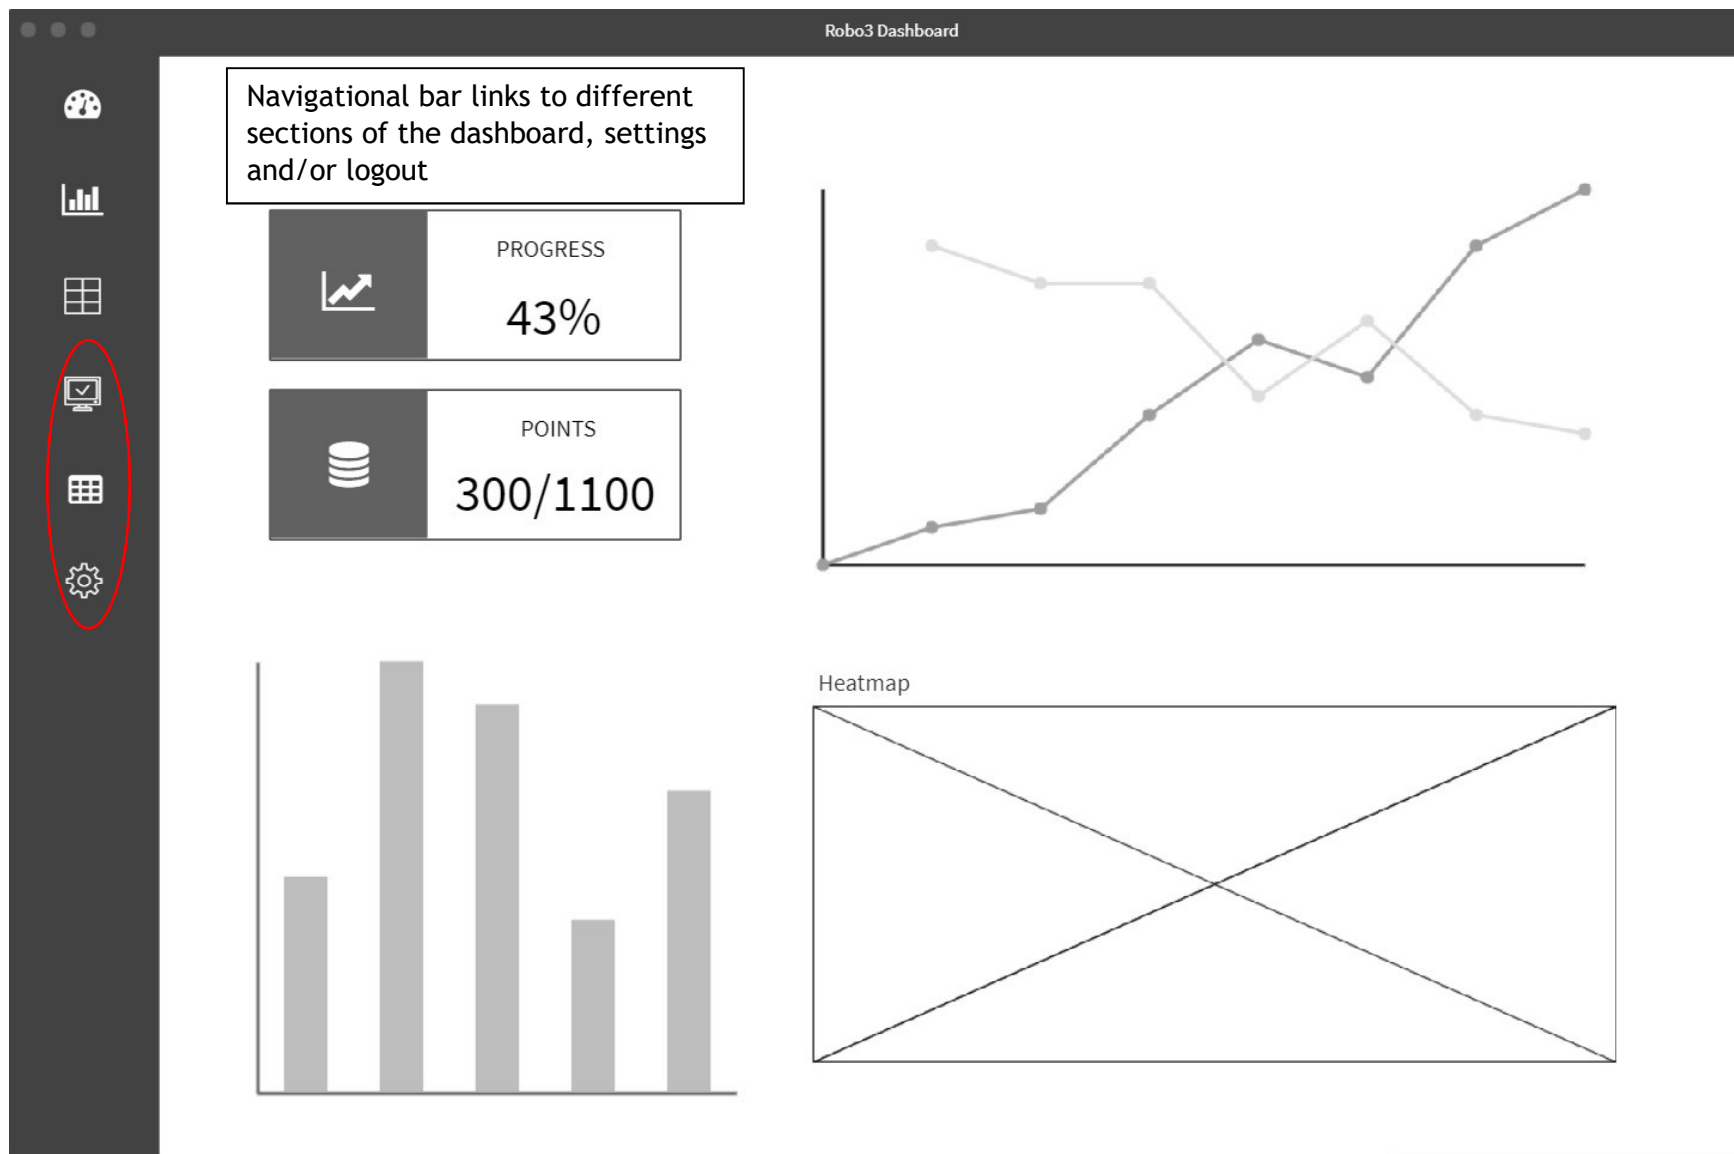 Robo3 Dashboard
Navigational bar links to different
sections of the dashboard, settings
and/or logout
PROGRESS
43%
POINTS
300/1100
Heatmap